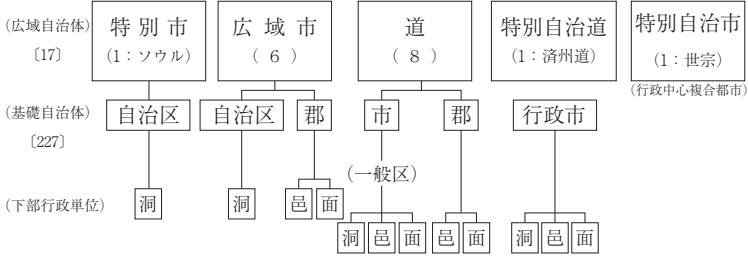 (広域自治体)
〔17〕
特別市
(1：ソウル)
広域市
(6)
道
(8)
特別自治道
(1：済州道)
特別自治市
(1：世宗)
(行政中心複合都市)
(基礎自治体)
〔227〕
自治区
自治区
郡
市
郡
行政市
(一般区)
(下部行政単位)
洞
洞
邑
面
洞
邑
面
邑
面
洞
邑
面